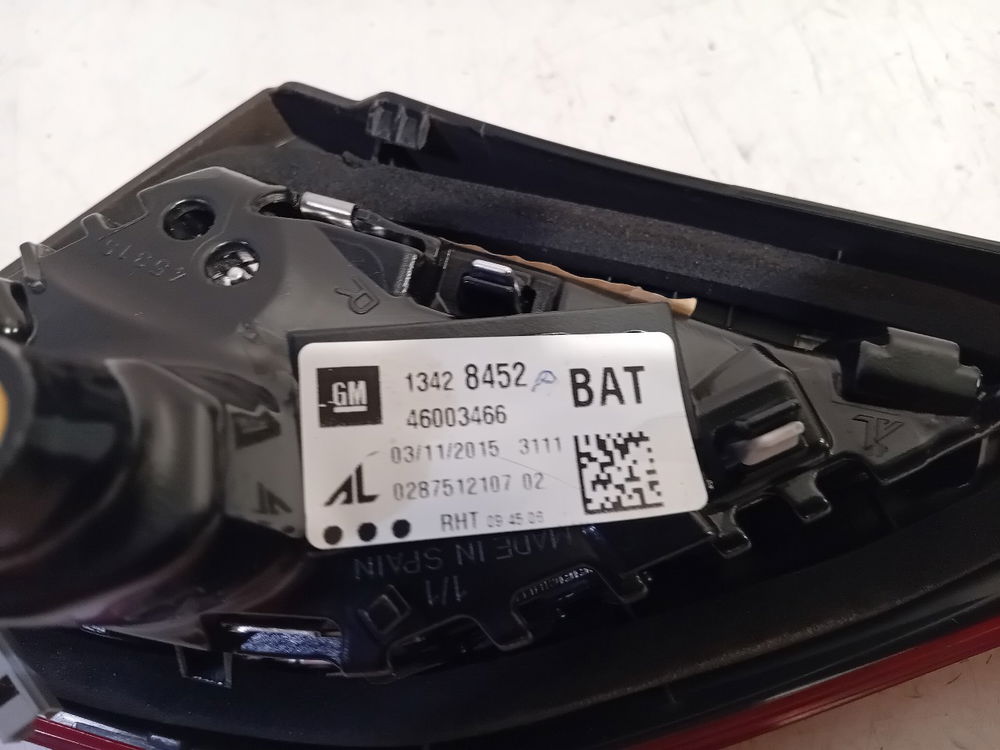 GM
1342 8452 BAT
46003466
03/11/2015 3111
AL 0287512107 02
RHT 09 45 06
R
MADE IN SPAIN
1/1